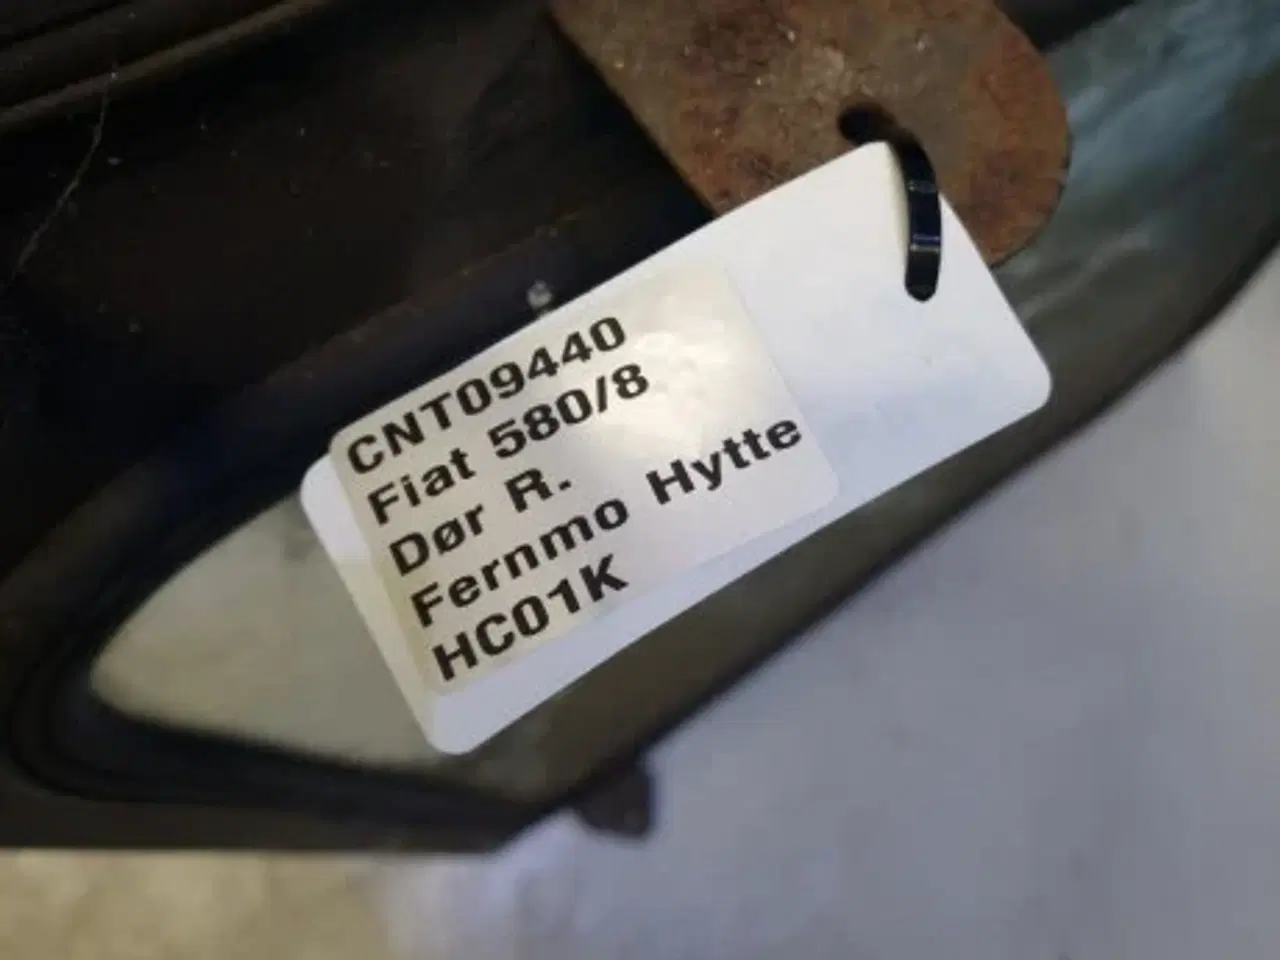 CNT09440
Fiat 580/8
Dør R.
Fernmo Hytte
HC01K